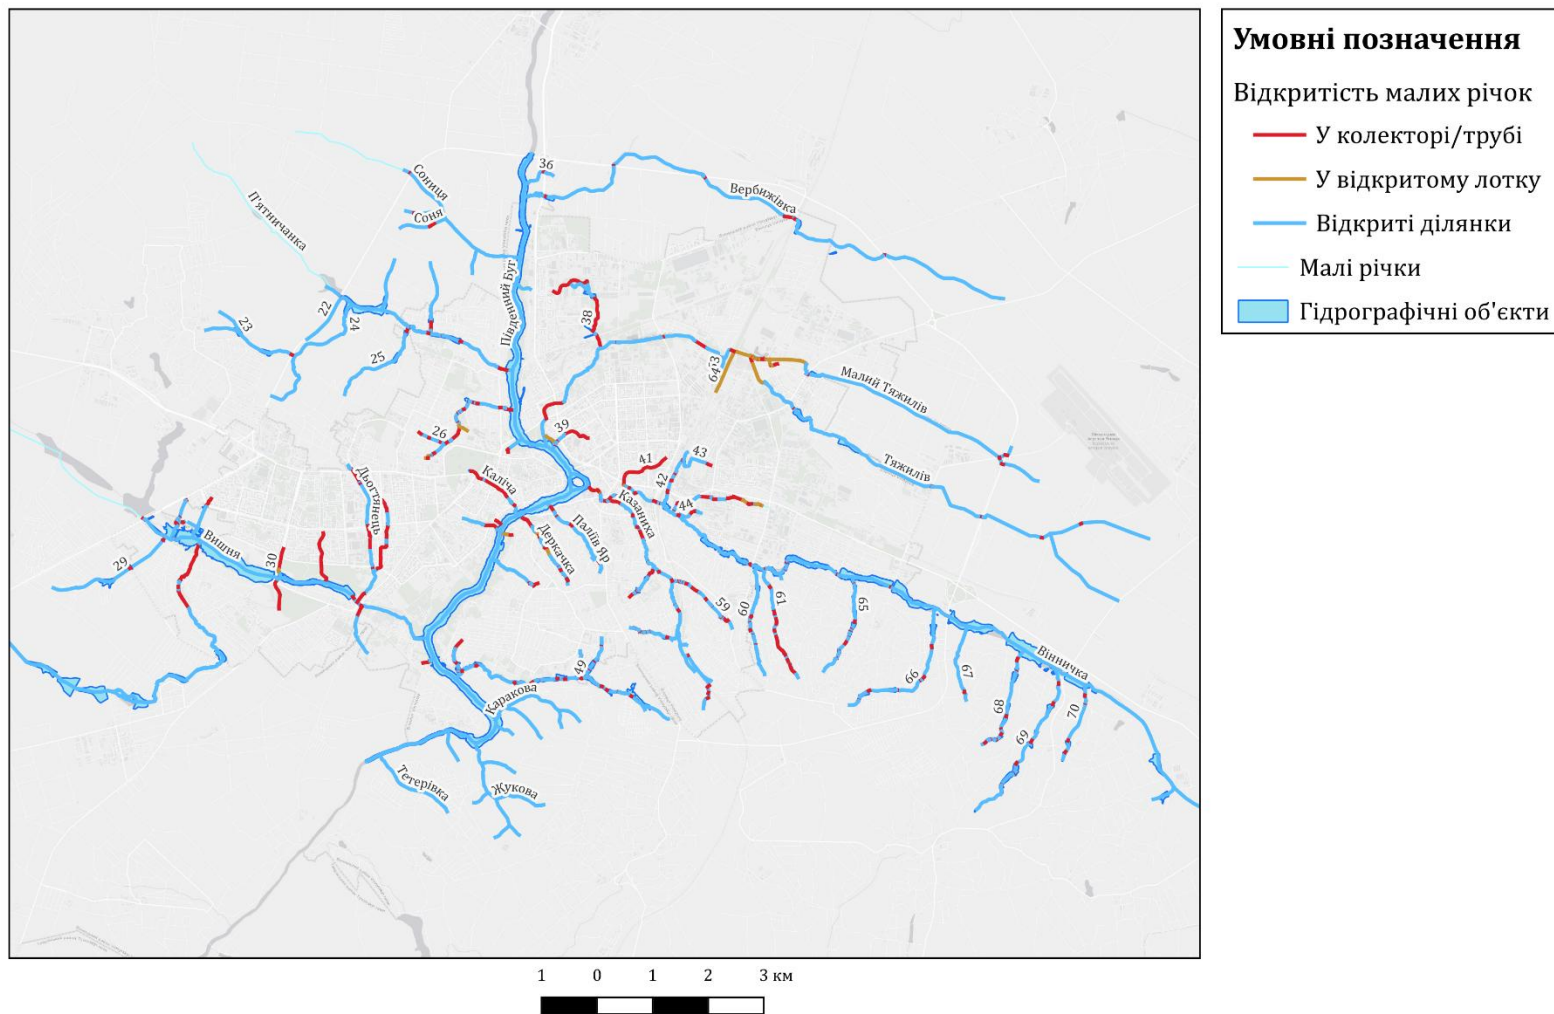 Умовні позначення
Відкритість малих річок
У колекторі/трубі
У відкритому лотку
Відкриті ділянки
Малі річки
Гідрографічні об'єкти
36
Сониця
Вербижівка
Соня
П'ятничанка
Південний Буг
22
23
24
25
38
64
Малий Тяжилів
26
39
Тяжилів
41
43
42
44
Дьогтянець
Каліча
Казаниха
Деркачка
Паліїв Яр
Вишня
29
30
59
60
61
65
49
66
67
Вінничка
68
69
70
Каракова
Тетерівка
Жукова
1 0 1 2 3 км